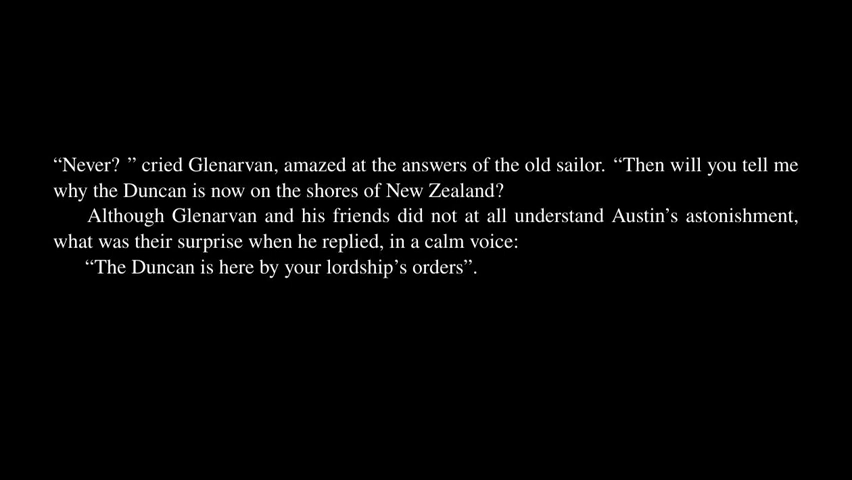 “Never? ” cried Glenarvan, amazed at the answers of the old sailor. “Then will you tell me
why the Duncan is now on the shores of New Zealand?
Although Glenarvan and his friends did not at all understand Austin’s astonishment,
what was their surprise when he replied, in a calm voice:
“The Duncan is here by your lordship’s orders”.